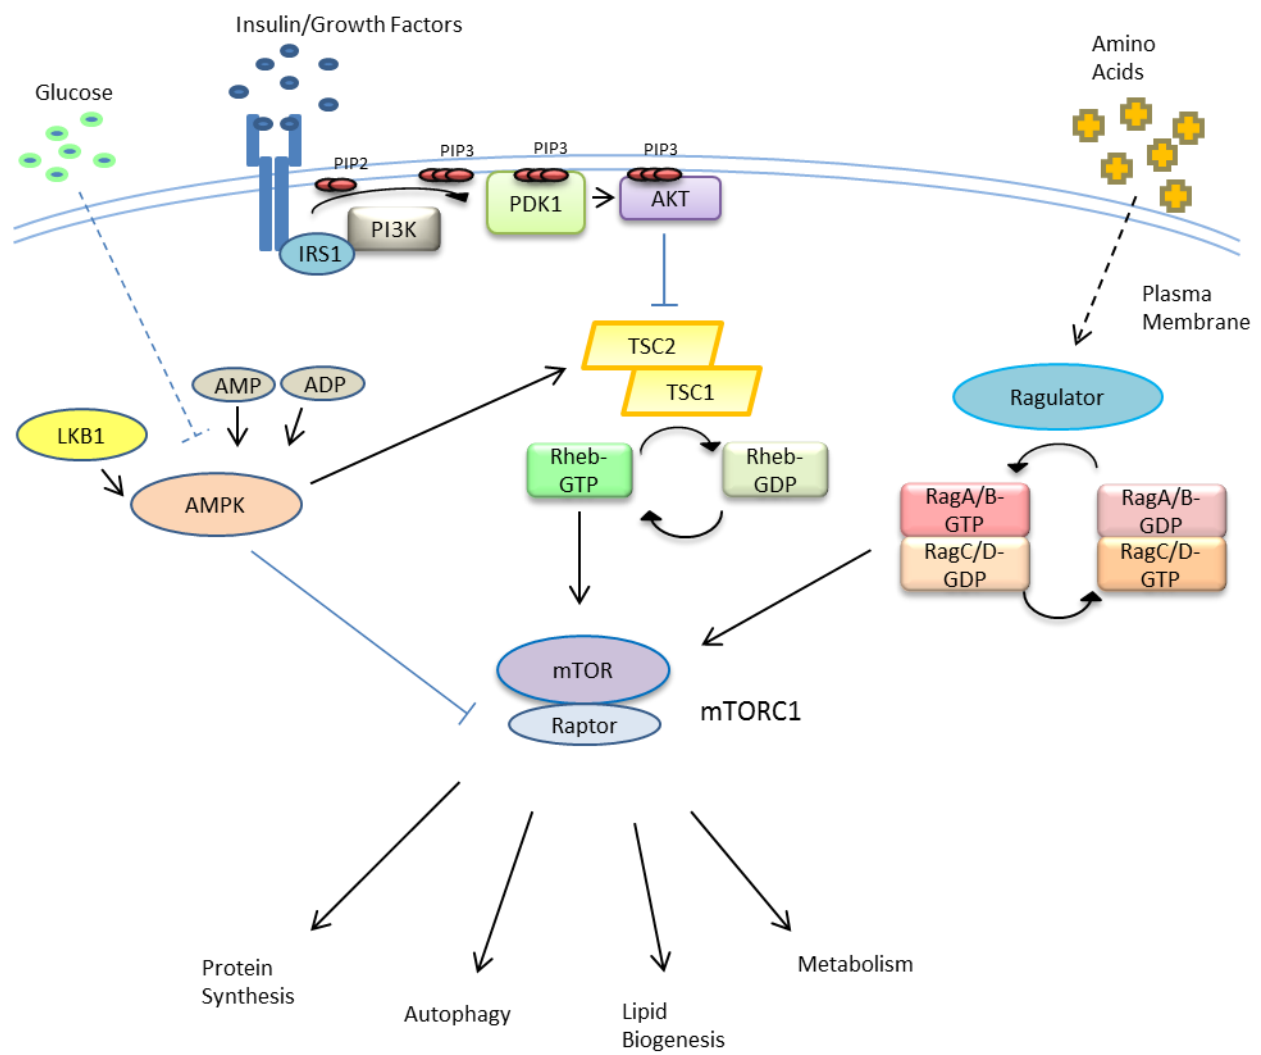 Insulin/Growth Factors
Amino
Acids
Glucose
PIP2
PIP3
PIP3
PIP3
PDK1
AKT
PI3K
IRS1
Plasma
Membrane
TSC2
TSC1
AMP
ADP
LKB1
AMPK
Ragulator
Rheb-
GTP
Rheb-
GDP
RagA/B-
GTP
RagC/D-
GDP
RagA/B-
GDP
RagC/D-
GTP
mTOR
Raptor
mTORC1
Protein
Synthesis
Autophagy
Lipid
Biogenesis
Metabolism